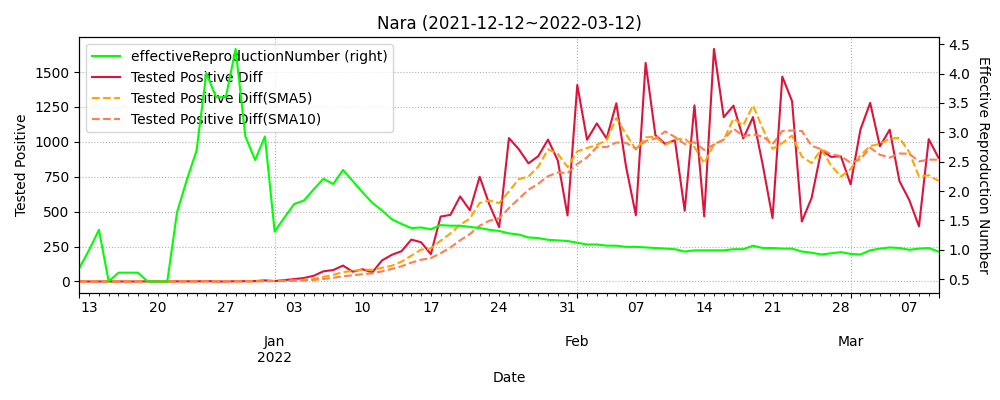 Nara (2021-12-12~2022-03-12)
effectiveReproductionNumber (right)
Tested Positive Diff
Tested Positive Diff(SMA5)
Tested Positive Diff(SMA10)
Tested Positive
1500
1250
1000
750
500
250
0
4.5
4.0
3.5
3.0
2.5
2.0
1.5
1.0
0.5
Effective Reproduction Number
13 20 27 03 10 17 24 31 07 14 21 28 07
Jan Feb Mar
2022
Date